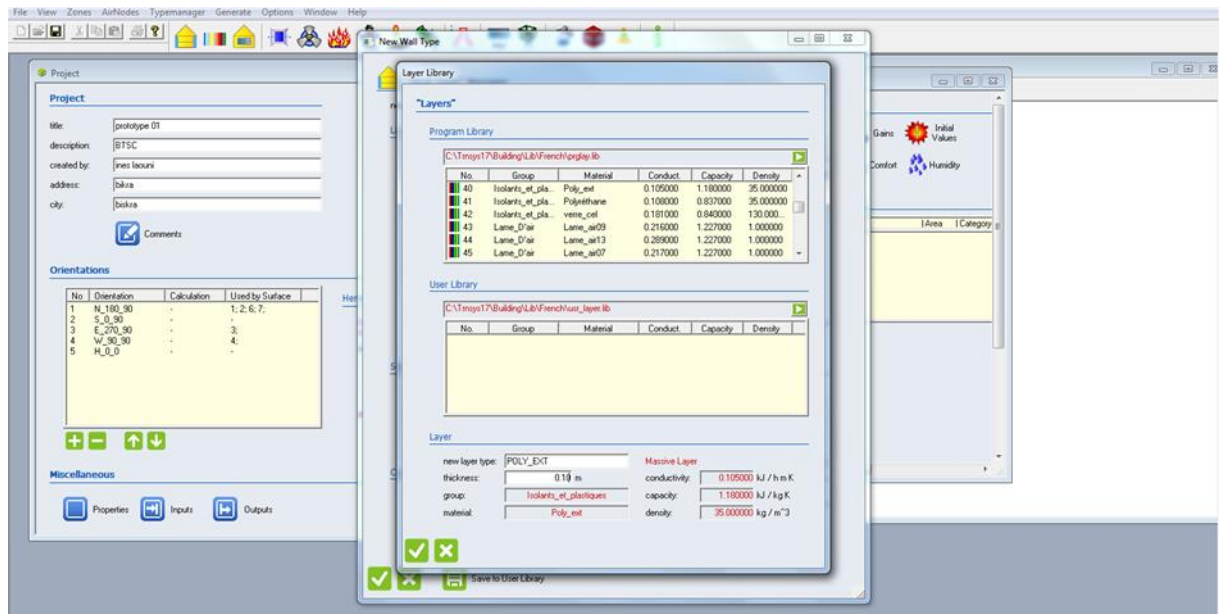 File View Zones AirNodes Typemanager Generate Options Window Help
New Wall Type
Project
Project
title: prototype 01
description: BTSC
created by: ines laouni
address: bikra
city: biskra
Comments
Orientations
No Orientation Calculation Used by Surface
1 N_180_90 - 1; 2; 6; 7;
2 S_0_90 - -
3 E_270_90 - 3;
4 W_90_90 - 4;
5 H_0_0 - -
Miscellaneous
Properties Inputs Outputs
Layer Library
"Layers"
Program Library
C:\Trnsys17\Building\Lib\French\prglay.lib
No. Group Material Conduct. Capacity Density
40 Isolants_et_pla... Poly_ext 0.105000 1.180000 35.000000
41 Isolants_et_pla... Polyréthane 0.108000 0.837000 35.000000
42 Isolants_et_pla... verre_cel 0.181000 0.840000 130.000...
43 Lame_D'air Lame_air09 0.216000 1.227000 1.000000
44 Lame_D'air Lame_air13 0.289000 1.227000 1.000000
45 Lame_D'air Lame_air07 0.217000 1.227000 1.000000
User Library
C:\Trnsys17\Building\Lib\French\usr_layer.lib
No. Group Material Conduct. Capacity Density
Layer
new layer type: POLY_EXT Massive Layer
thickness: 0.10 m conductivity: 0.105000 kJ / h m K
group: Isolants_et_plastiques capacity: 1.180000 kJ / kg K
material: Poly_ext density: 35.000000 kg / m^3
Save to User Library
Gains Initial Values
Comfort Humidity
Area Category